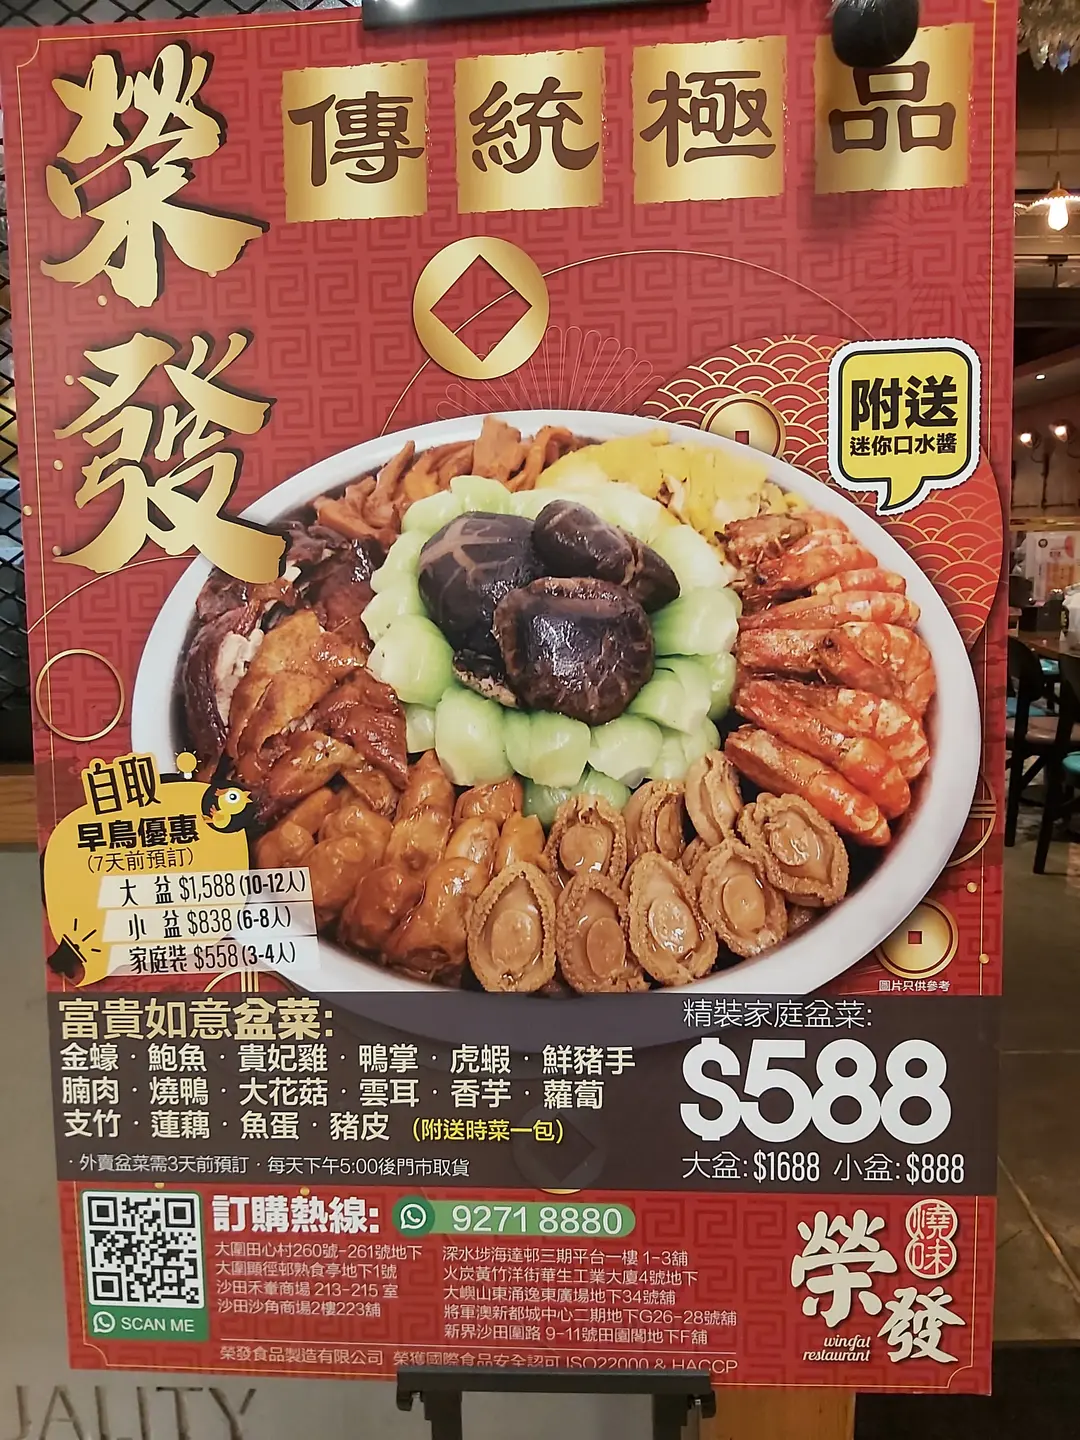 榮發
傳統極品
附送
迷你口水醬
自取
早鳥優惠
(7天前預訂)
大 盆 $1,588 (10-12人)
小 盆 $838 (6-8人)
家庭裝 $558 (3-4人)
圖片只供參考
富貴如意盆菜:
金蠔・鮑魚・貴妃雞・鴨掌・虎蝦・鮮豬手
腩肉・燒鴨・大花菇・雲耳・香芋・蘿蔔
支竹・蓮藕・魚蛋・豬皮 (附送時菜一包)
・外賣盆菜需3天前預訂・每天下午5:00後門市取貨
精裝家庭盆菜:
$588
大盆: $1688 小盆: $888
SCAN ME
訂購熱線: 9271 8880
大圍田心村260號-261號地下
大圍顯徑邨熟食亭地下1號
沙田禾輋商場 213-215 室
沙田沙角商場2樓223舖
深水埗海達邨三期平台一樓 1-3舖
火炭黃竹洋街華生工業大廈4號地下
大嶼山東涌逸東廣場地下34號舖
將軍澳新都城中心二期地下G26-28號舖
新界沙田圍路 9-11號田園閣地下F舖
榮發食品製造有限公司 榮獲國際食品安全認可 ISO22000 & HACCP
榮發
燒味
wingfat
restaurant
UALITY